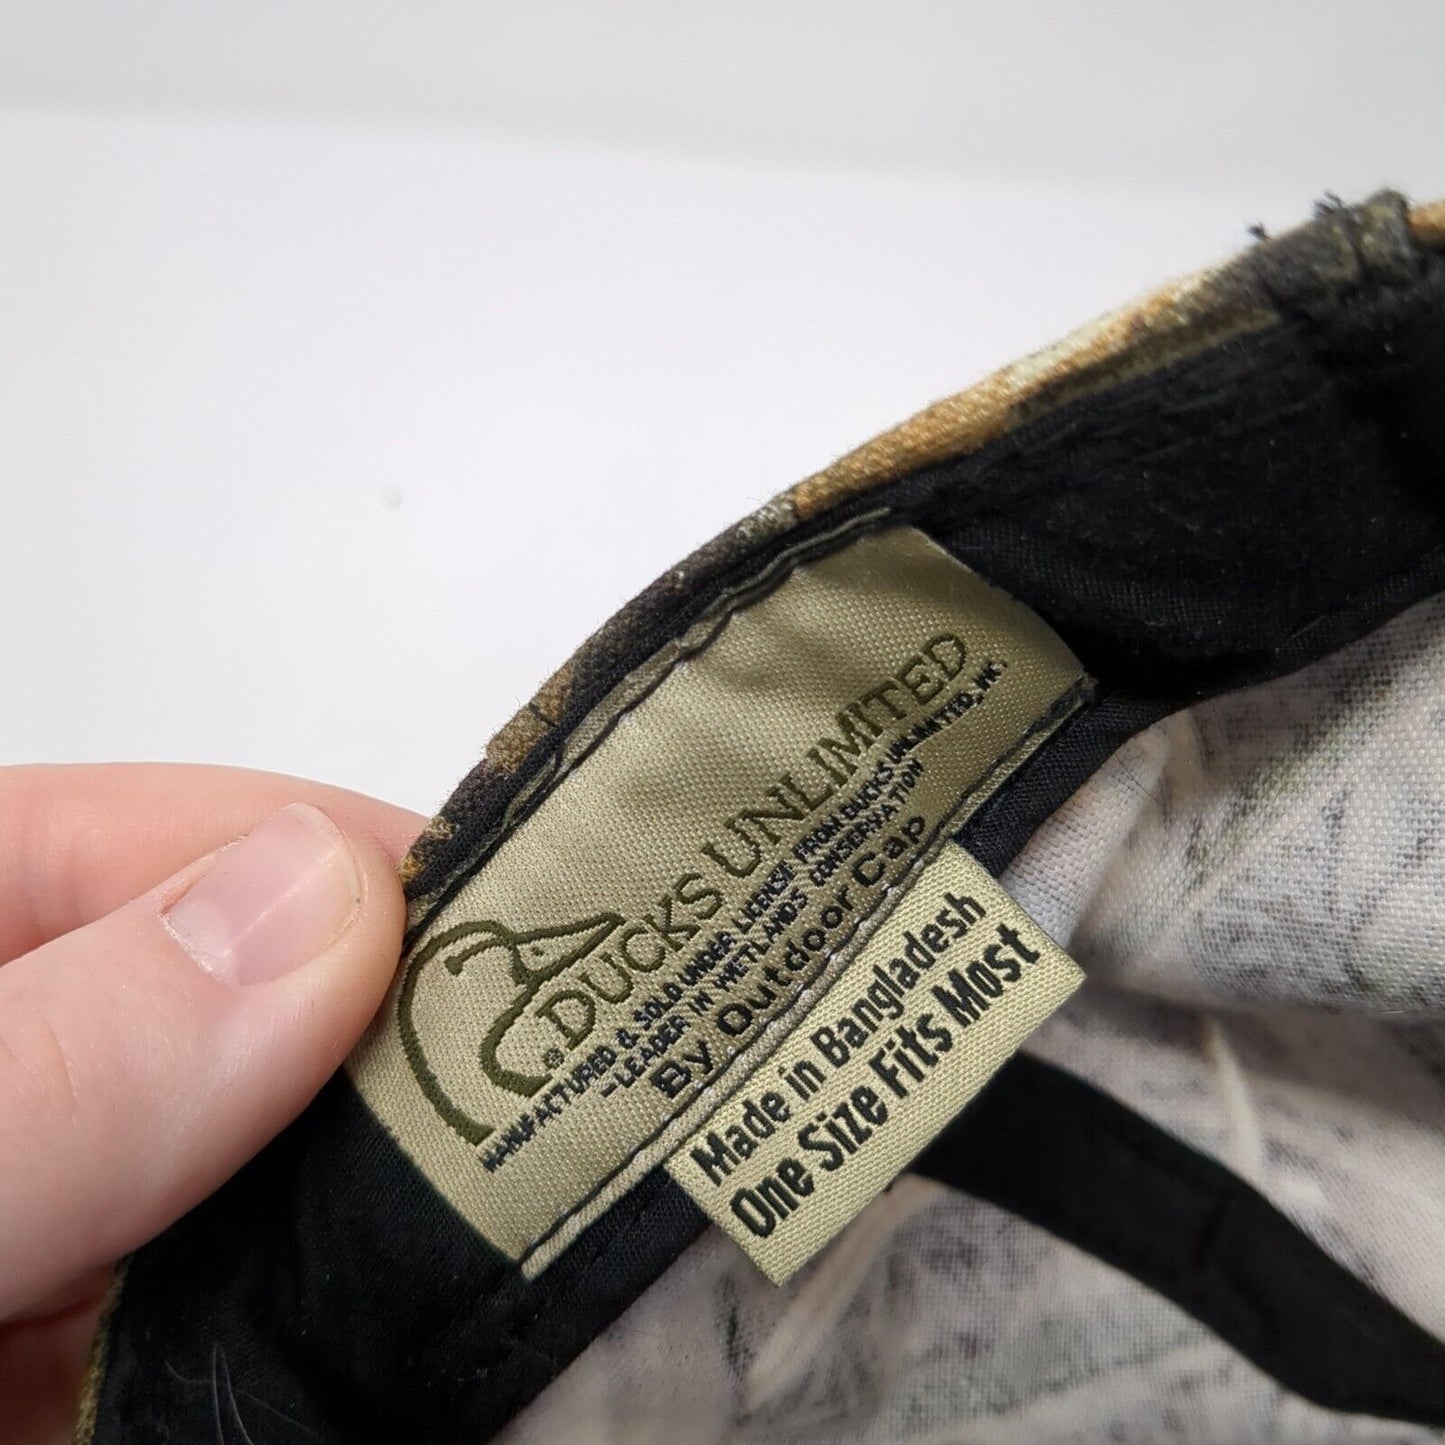 DUCKS UNLIMITED
®
MANUFACTURED & SOLD UNDER LICENSE FROM DUCKS UNLIMITED, INC.
-LEADER IN WETLANDS CONSERVATION
By Outdoor Cap
Made in Bangladesh
One Size Fits Most